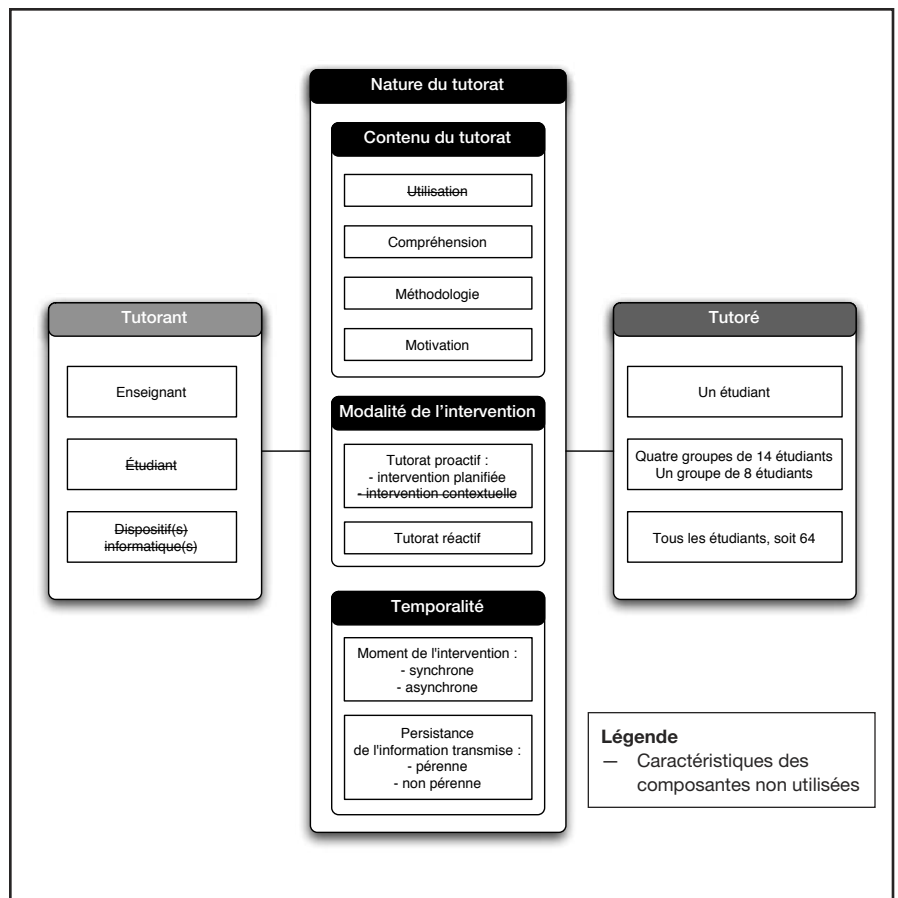 Nature du tutorat
Contenu du tutorat
Utilisation
Compréhension
Méthodologie
Motivation
Modalité de l'intervention
Tutorat proactif :
- intervention planifiée
- intervention contextuelle
Tutorat réactif
Temporalité
Moment de l'intervention :
- synchrone
- asynchrone
Persistance
de l'information transmise :
- pérenne
- non pérenne
Tutorant
Enseignant
Étudiant
Dispositif(s)
informatique(s)
Tutoré
Un étudiant
Quatre groupes de 14 étudiants
Un groupe de 8 étudiants
Tous les étudiants, soit 64
Légende
— Caractéristiques des
composantes non utilisées